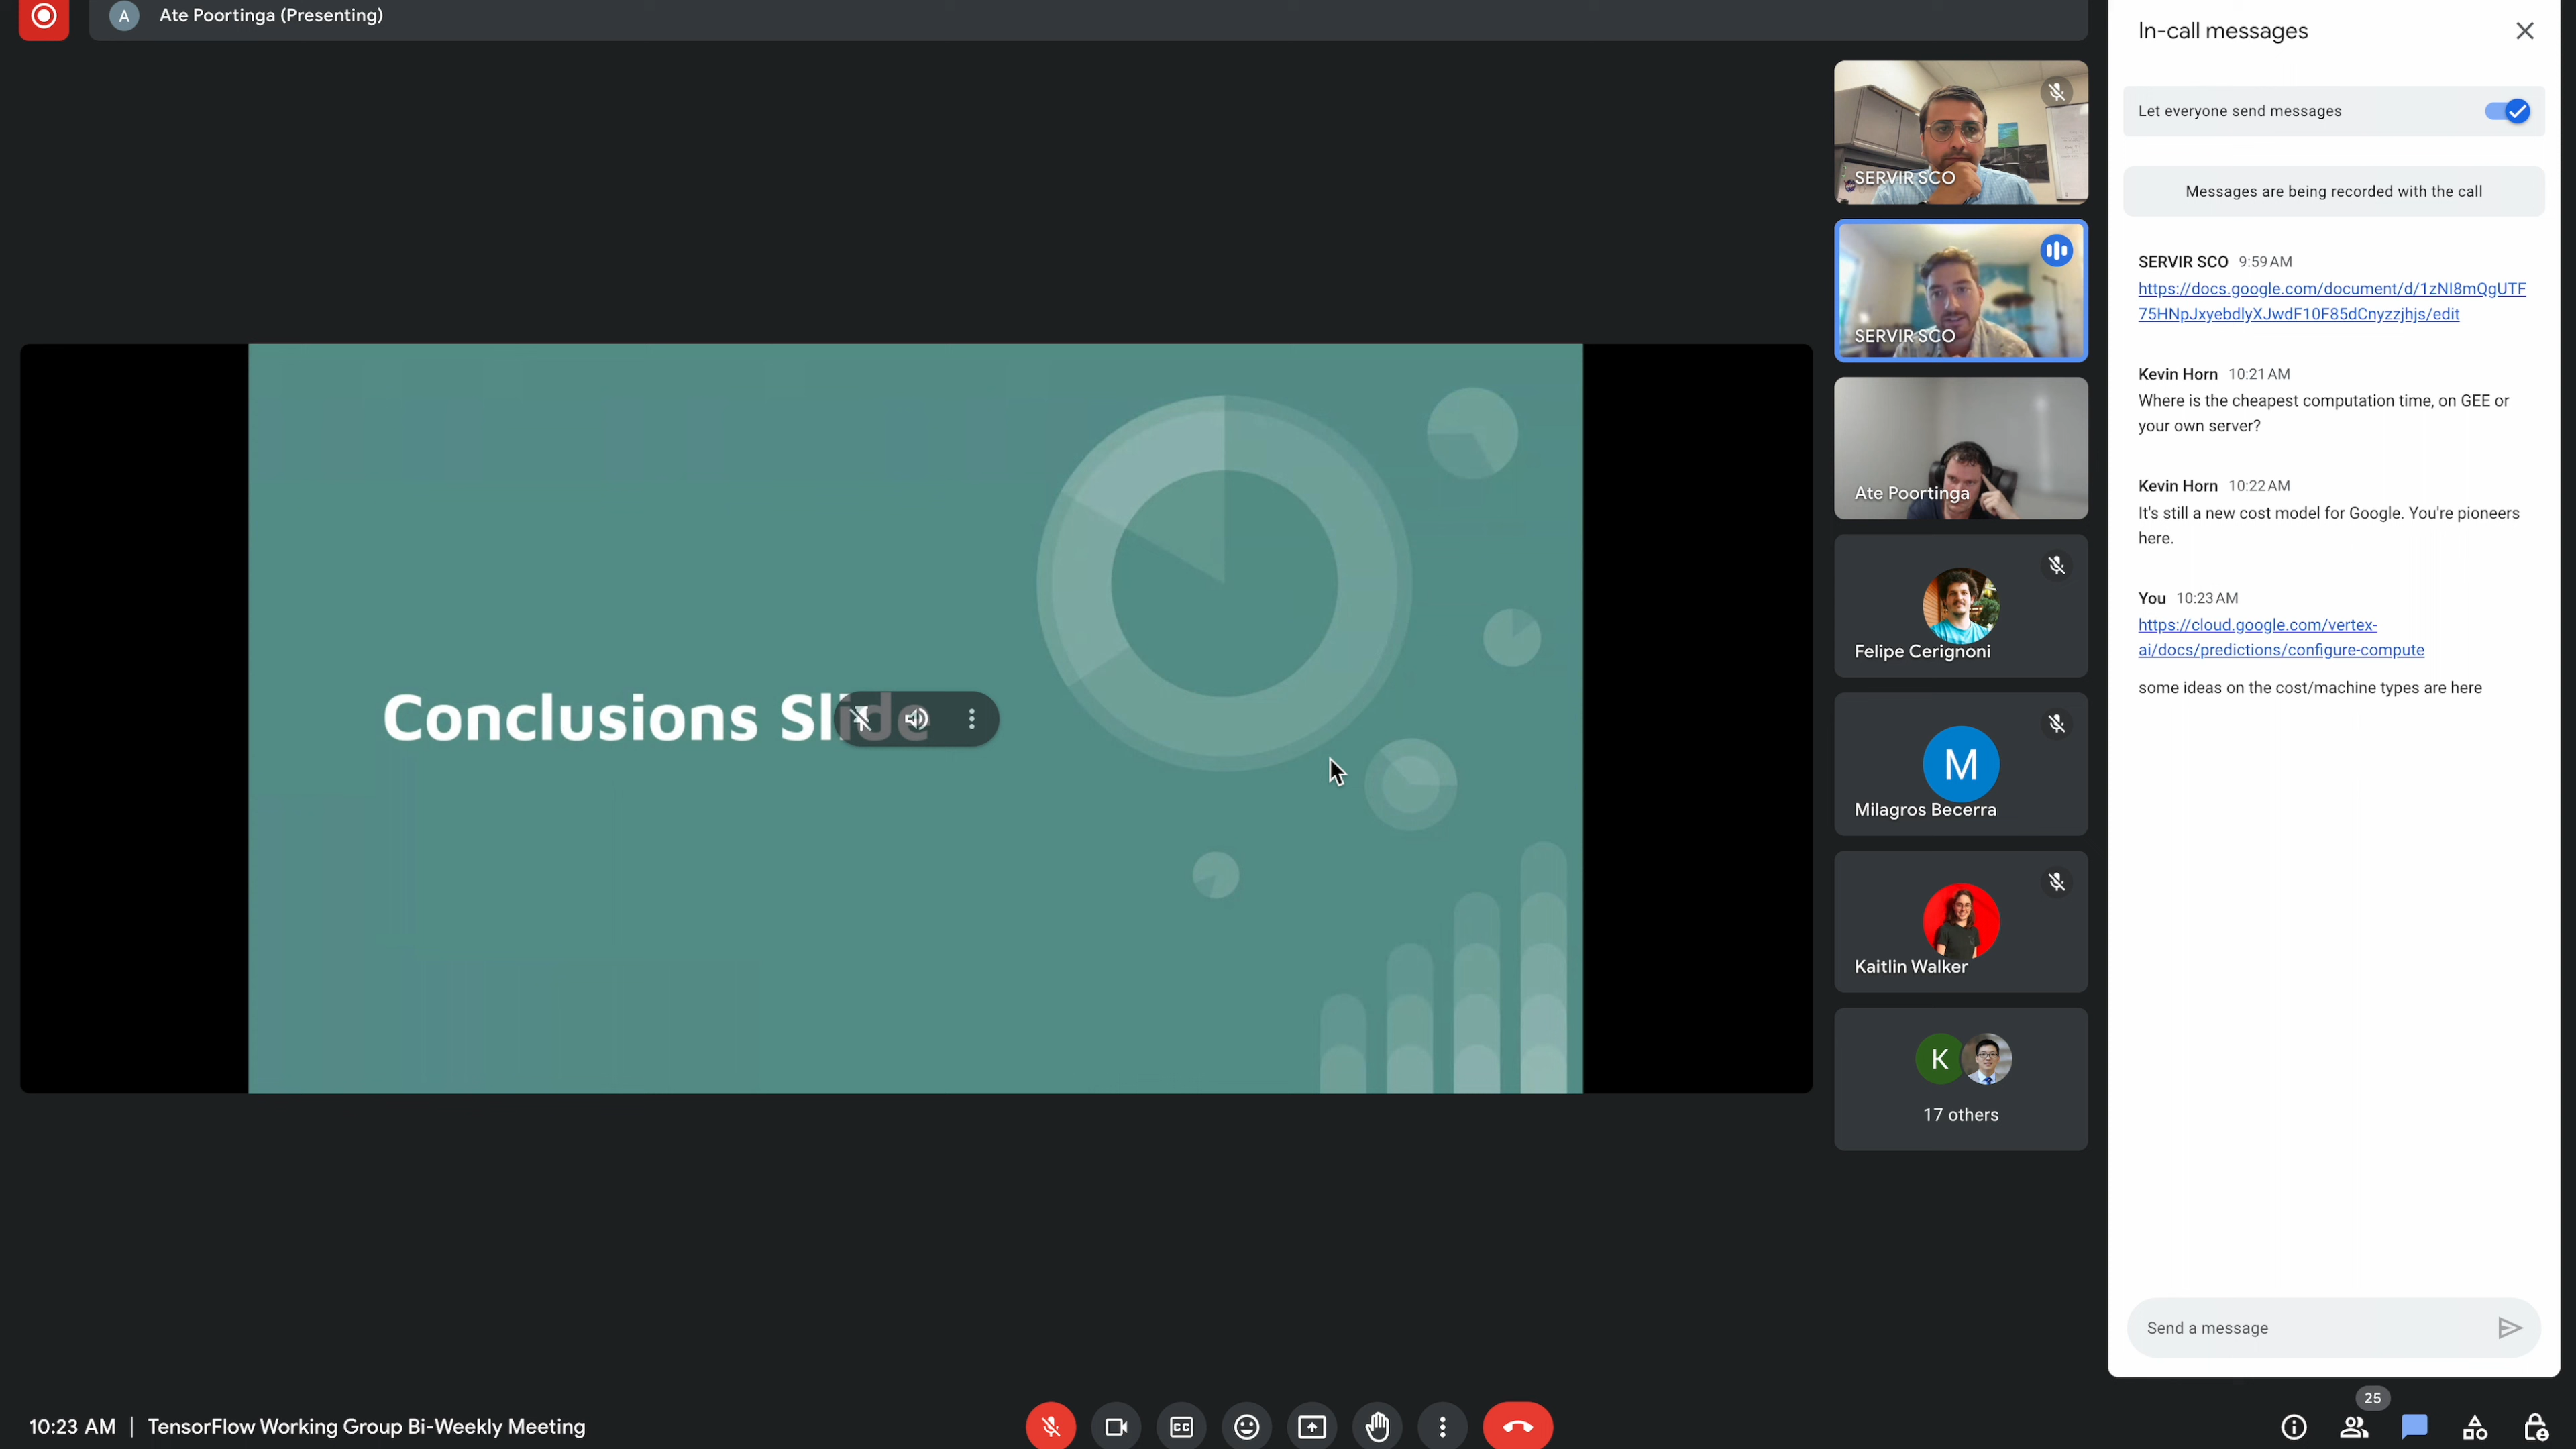 A Ate Poortinga (Presenting)
Conclusions Slide
SERVIR SCO
SERVIR SCO
Ate Poortinga
Felipe Cerignoni
M
Milagros Becerra
Kaitlin Walker
K
17 others
In-call messages
Let everyone send messages
Messages are being recorded with the call
SERVIR SCO 9:59 AM
https://docs.google.com/document/d/1zNI8mQgUTF
75HNpJxyebdlyXJwdF10F85dCnyzzjhjs/edit
Kevin Horn 10:21 AM
Where is the cheapest computation time, on GEE or
your own server?
Kevin Horn 10:22 AM
It's still a new cost model for Google. You're pioneers
here.
You 10:23 AM
https://cloud.google.com/vertex-
ai/docs/predictions/configure-compute
some ideas on the cost/machine types are here
Send a message
10:23 AM | TensorFlow Working Group Bi-Weekly Meeting
CC
25